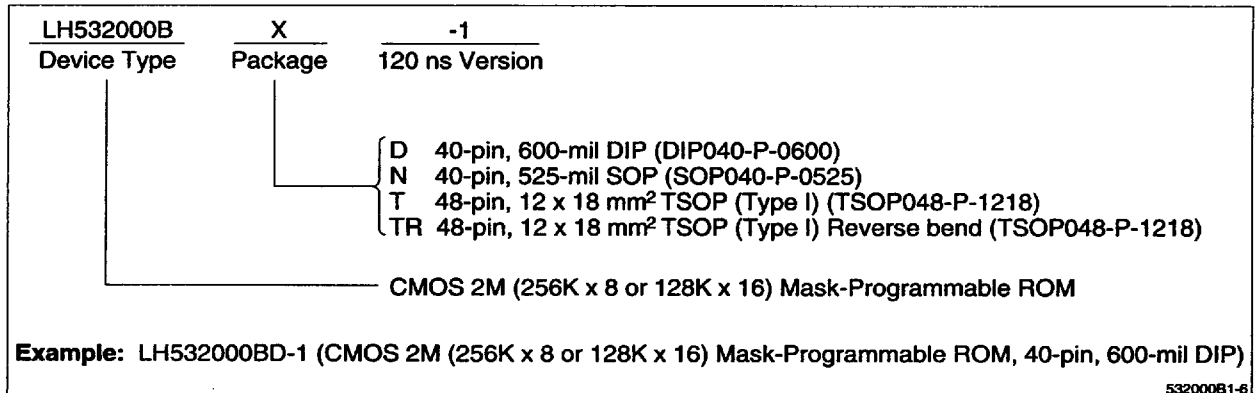 LH532000B X -1
Device Type Package 120 ns Version
D 40-pin, 600-mil DIP (DIP040-P-0600)
N 40-pin, 525-mil SOP (SOP040-P-0525)
T 48-pin, 12 x 18 mm² TSOP (Type I) (TSOP048-P-1218)
TR 48-pin, 12 x 18 mm² TSOP (Type I) Reverse bend (TSOP048-P-1218)
CMOS 2M (256K x 8 or 128K x 16) Mask-Programmable ROM
Example: LH532000BD-1 (CMOS 2M (256K x 8 or 128K x 16) Mask-Programmable ROM, 40-pin, 600-mil DIP)
532000B1-6